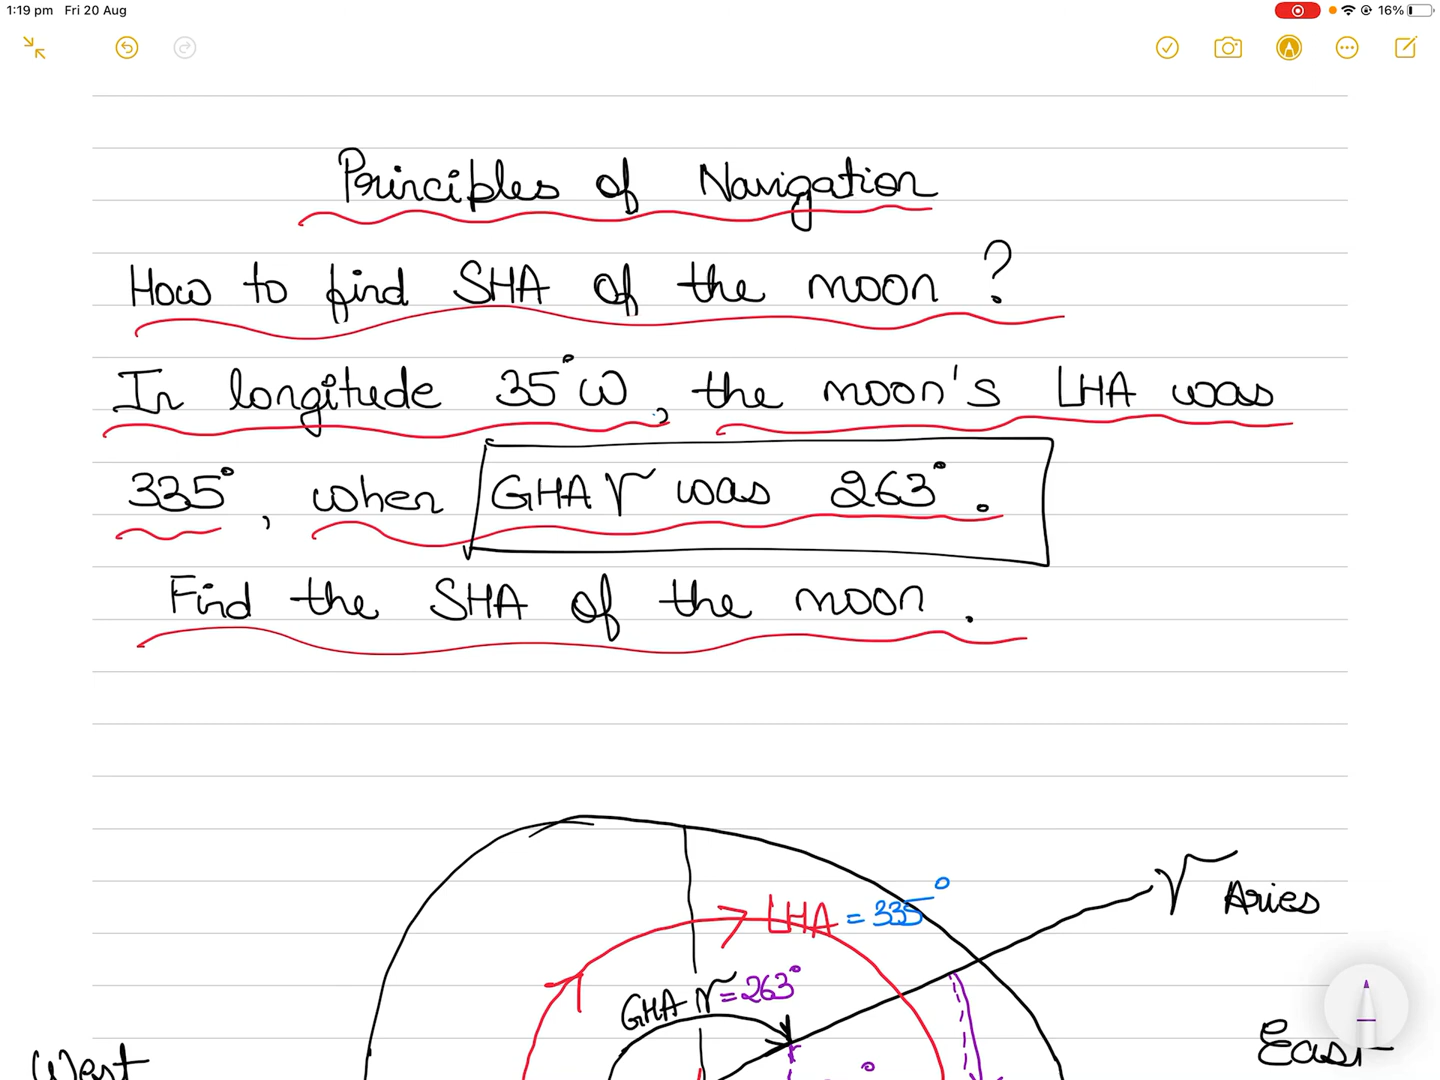 1:19 pm Fri 20 Aug 16%
Principles of Navigation
How to find SHA of the moon ?
In longitude 35°W, the moon's LHA was
335°, when GHA ♈ was 263°.
Find the SHA of the moon.
♈ Aries
LHA = 335°
GHA ♈ = 263°
West
East